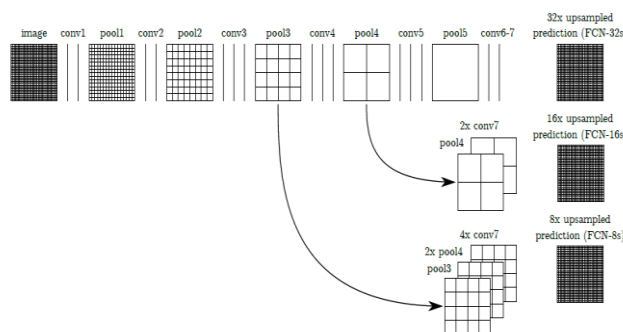 image conv1 pool1 conv2 pool2 conv3 pool3 conv4 pool4 conv5 pool5 conv6-7
32x upsampled
prediction (FCN-32s
2x conv7
pool4
16x upsampled
prediction (FCN-16s
4x conv7
2x pool4
pool3
8x upsampled
prediction (FCN-8s)